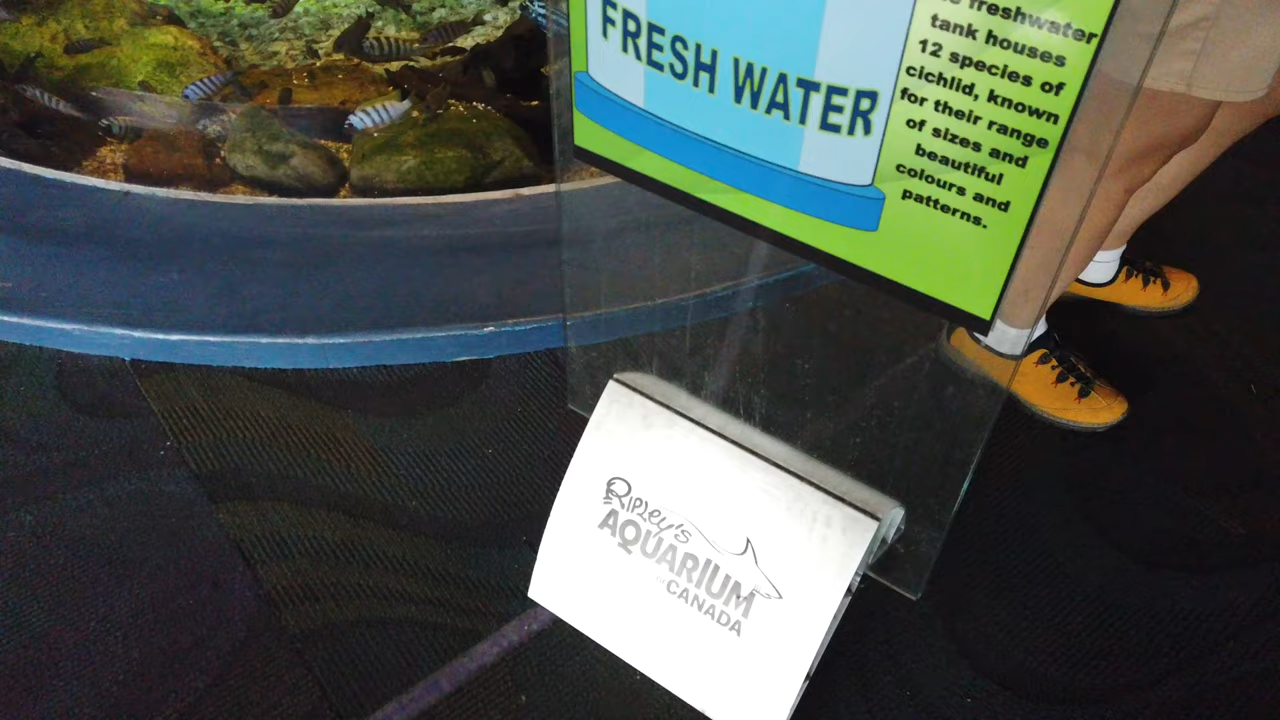 FRESH WATER
freshwater
tank houses
12 species of
cichlid, known
for their range
of sizes and
beautiful
colours and
patterns.
RIPLEY'S
AQUARIUM
OF CANADA